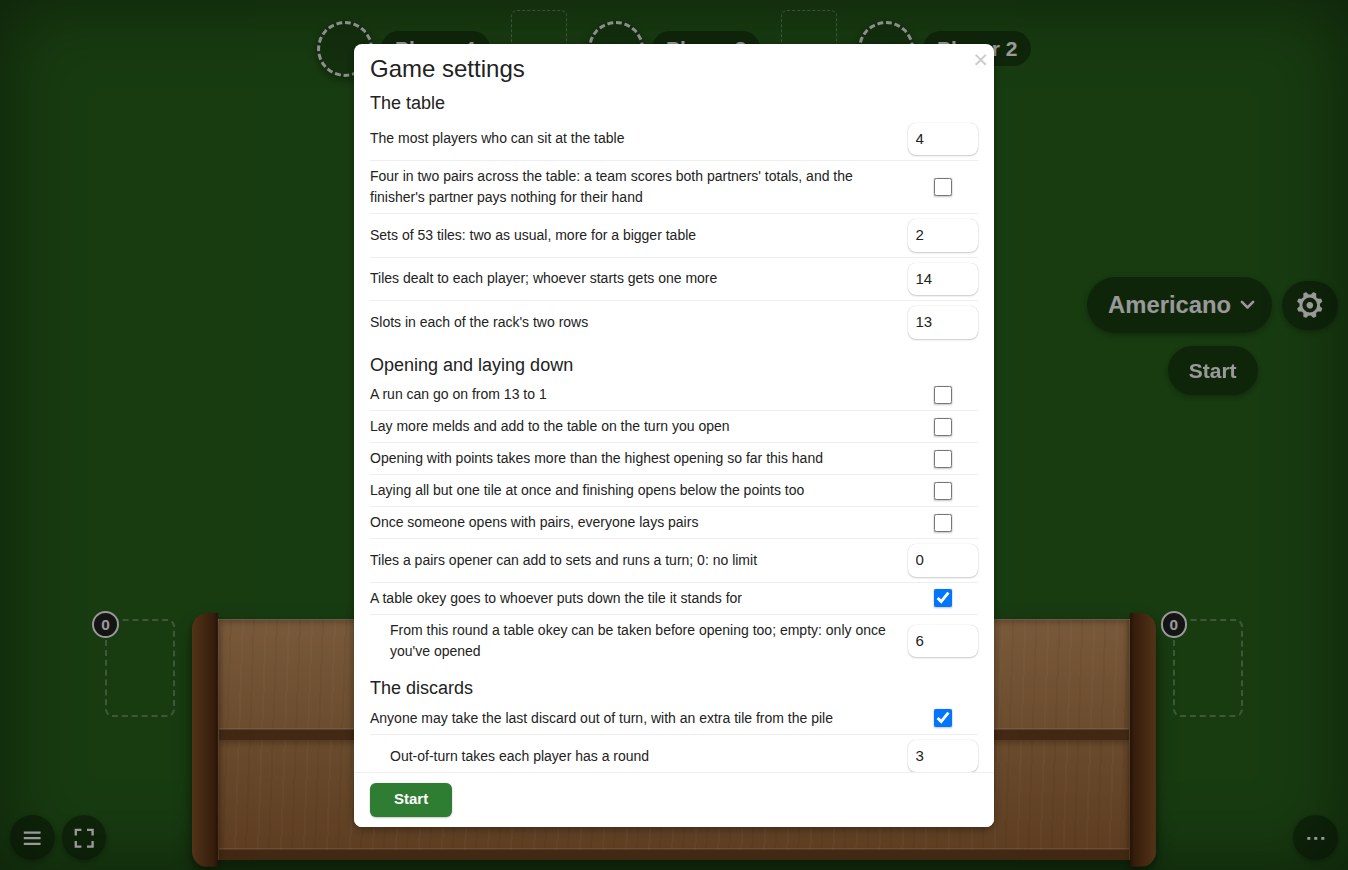 Game settings
×
The table
The most players who can sit at the table
4
Four in two pairs across the table: a team scores both partners' totals, and the
finisher's partner pays nothing for their hand
Sets of 53 tiles: two as usual, more for a bigger table
2
Tiles dealt to each player; whoever starts gets one more
14
Slots in each of the rack's two rows
13
Opening and laying down
A run can go on from 13 to 1
Lay more melds and add to the table on the turn you open
Opening with points takes more than the highest opening so far this hand
Laying all but one tile at once and finishing opens below the points too
Once someone opens with pairs, everyone lays pairs
Tiles a pairs opener can add to sets and runs a turn; 0: no limit
0
A table okey goes to whoever puts down the tile it stands for
From this round a table okey can be taken before opening too; empty: only once
you've opened
6
The discards
Anyone may take the last discard out of turn, with an extra tile from the pile
Out-of-turn takes each player has a round
3
Start
Americano
Start
0
0
2